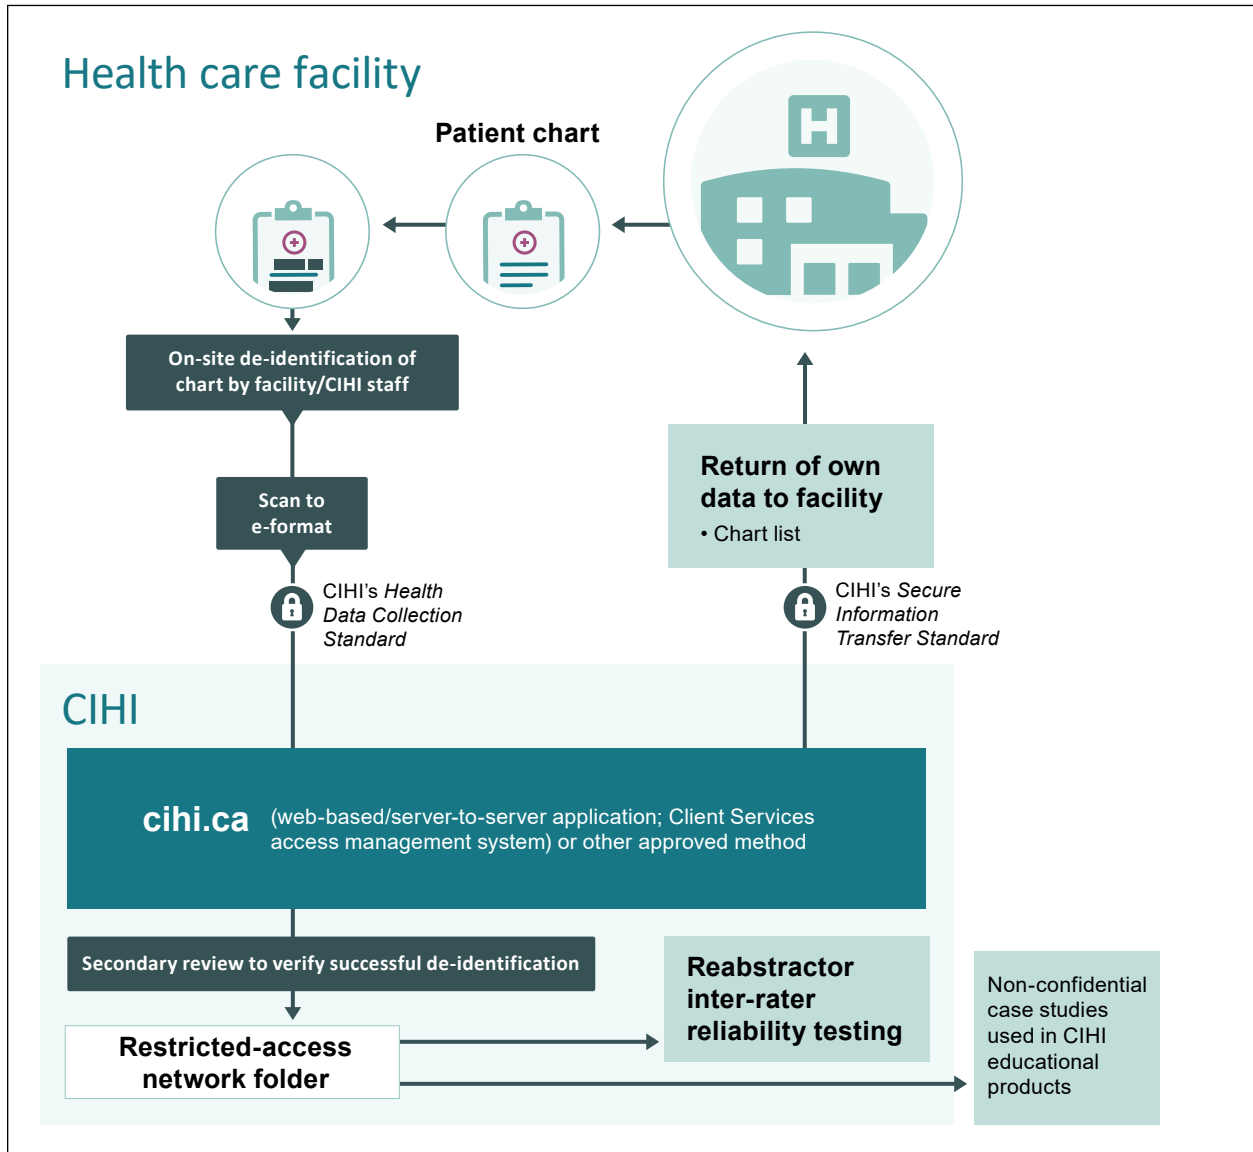 Health care facility
Patient chart
H
On-site de-identification of
chart by facility/CIHI staff
Scan to
e-format
CIHI’s Health
Data Collection
Standard
Return of own
data to facility
• Chart list
CIHI’s Secure
Information
Transfer Standard
CIHI
cihi.ca
(web-based/server-to-server application; Client Services
access management system) or other approved method
Secondary review to verify successful de-identification
Restricted-access
network folder
Reabstractor
inter-rater
reliability testing
Non-confidential
case studies
used in CIHI
educational
products